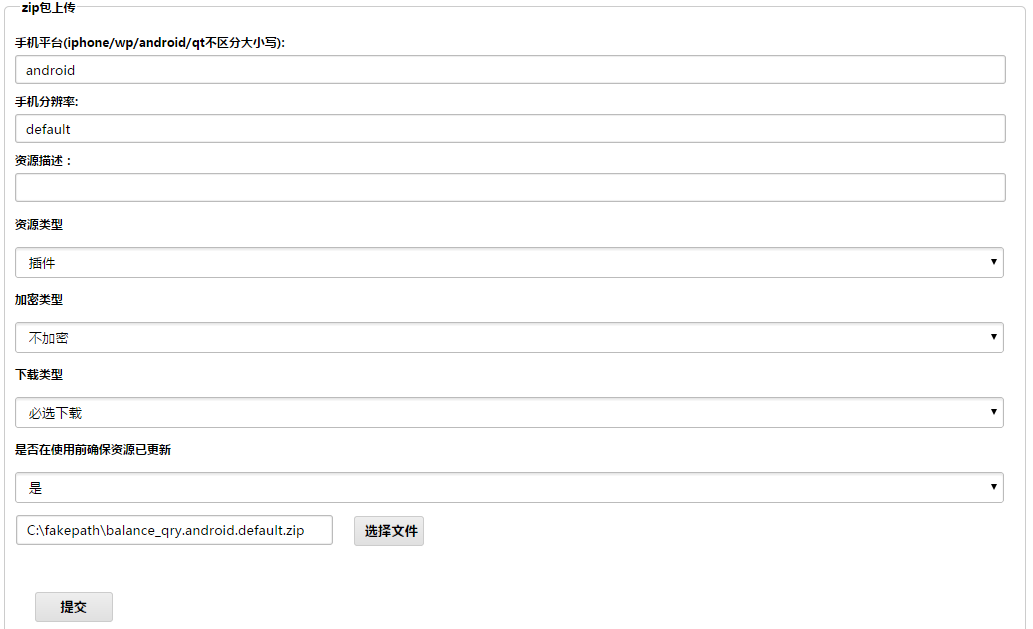 zip包上传
手机平台(iphone/wp/android/qt不区分大小写):
android
手机分辨率:
default
资源描述：
资源类型
插件
加密类型
不加密
下载类型
必选下载
是否在使用前确保资源已更新
是
C:\fakepath\balance_qry.android.default.zip
选择文件
提交